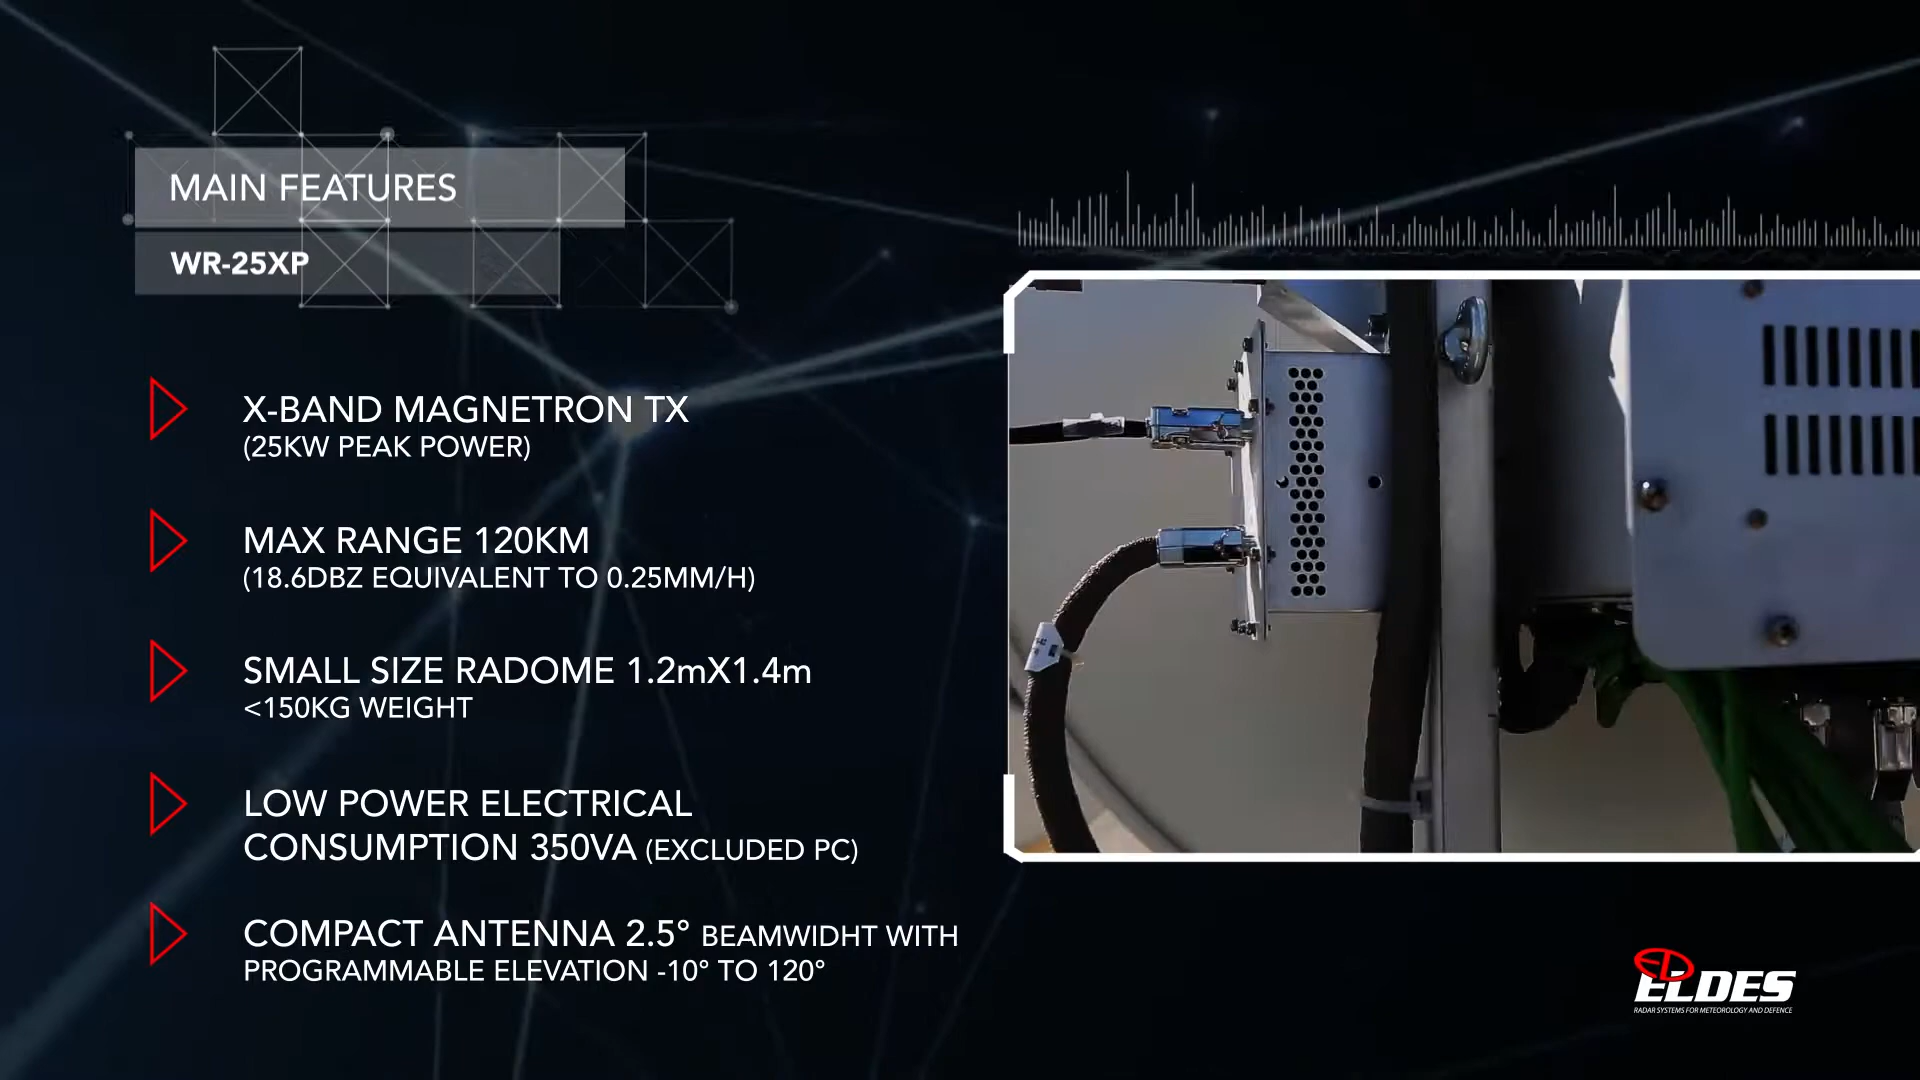 MAIN FEATURES
WR-25XP
X-BAND MAGNETRON TX
(25KW PEAK POWER)
MAX RANGE 120KM
(18.6DBZ EQUIVALENT TO 0.25MM/H)
SMALL SIZE RADOME 1.2mX1.4m
<150KG WEIGHT
LOW POWER ELECTRICAL
CONSUMPTION 350VA (EXCLUDED PC)
COMPACT ANTENNA 2.5° BEAMWIDHT WITH
PROGRAMMABLE ELEVATION -10° TO 120°
ELDES
RADAR SYSTEMS FOR METEOROLOGY AND DEFENCE